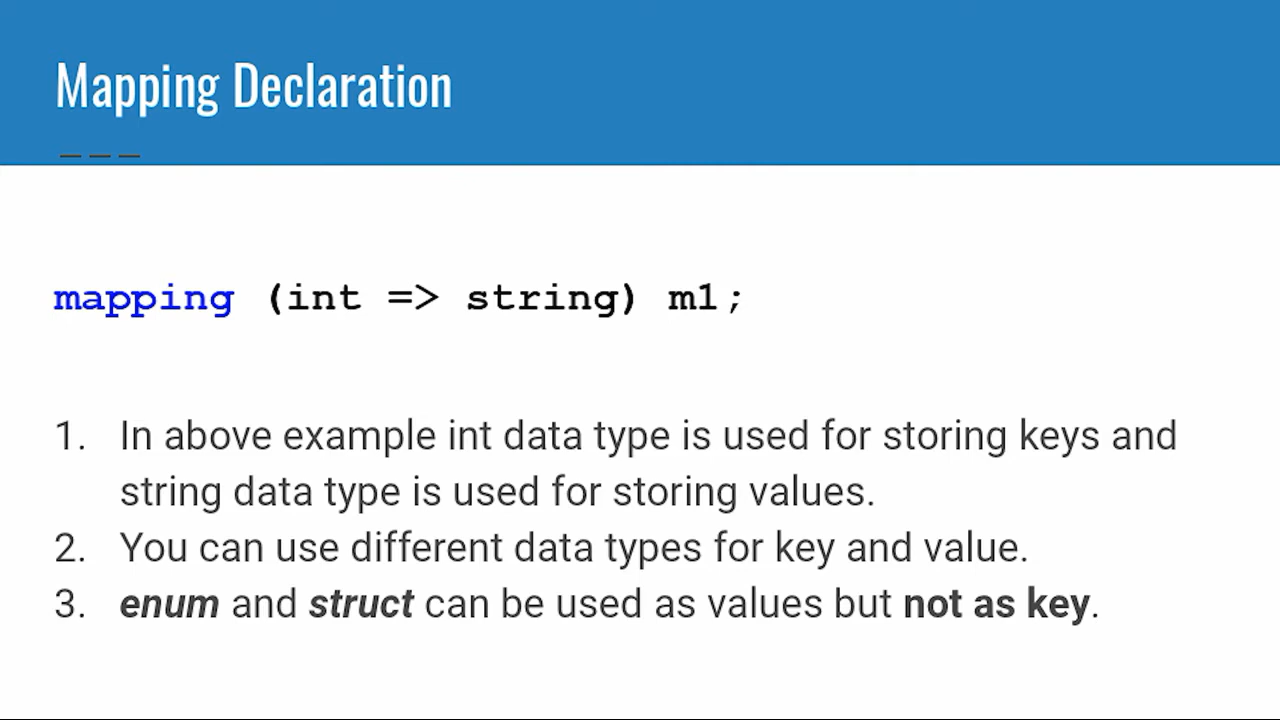 Mapping Declaration
mapping (int => string) m1;
1. In above example int data type is used for storing keys and
string data type is used for storing values.
2. You can use different data types for key and value.
3. enum and struct can be used as values but not as key.